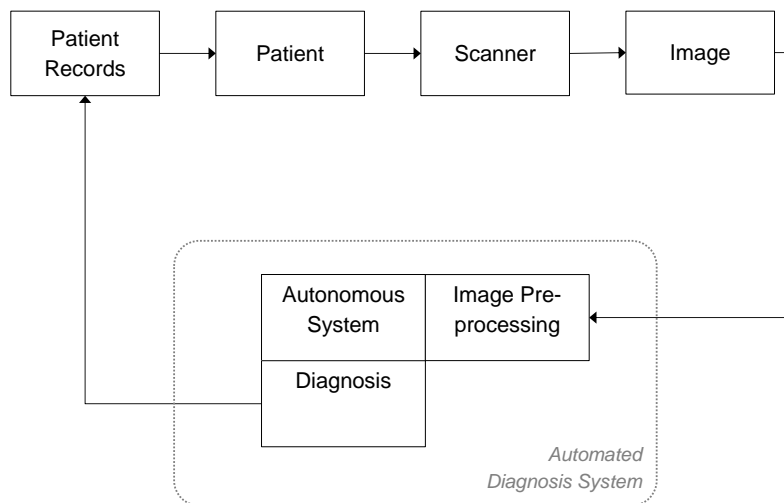 Patient
Records
Patient
Scanner
Image
Autonomous
System
Image Pre-
processing
Diagnosis
Automated
Diagnosis System